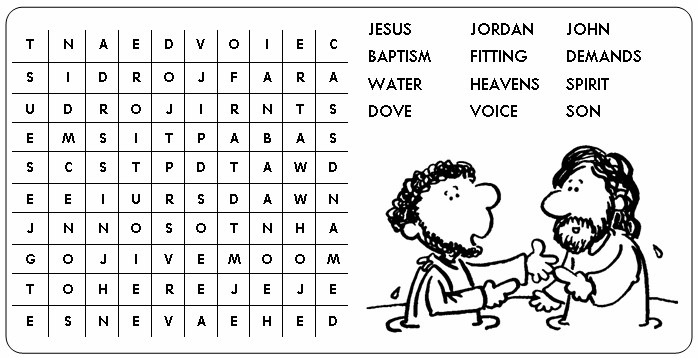 T N A E D V O I E C
S I D R O J F A R A
U D R O J I R N T S
E M S I T P A B A S
S C S T P D T A W D
E E I U R S D A W N
J N N O S O T N H A
G O J I V E M O O M
T O H E R E J E J E
E S N E V A E H E D
JESUS JORDAN JOHN
BAPTISM FITTING DEMANDS
WATER HEAVENS SPIRIT
DOVE VOICE SON